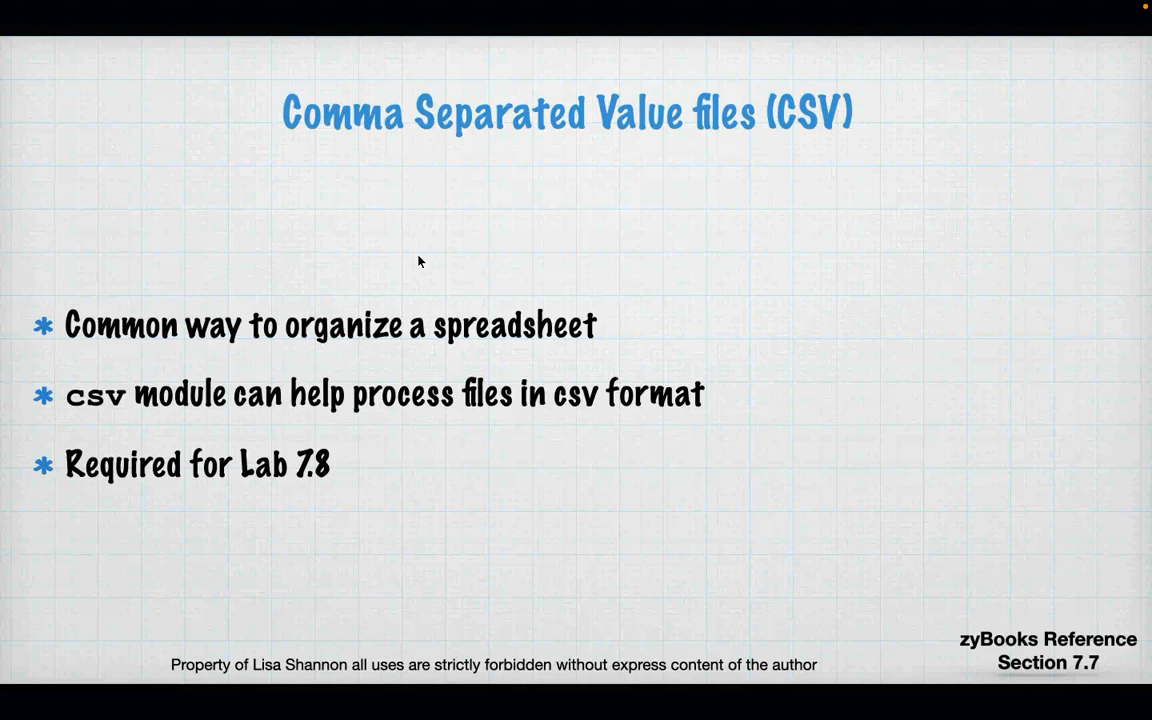 Comma Separated Value files (CSV)
* Common way to organize a spreadsheet
* csv module can help process files in csv format
* Required for Lab 7.8
zyBooks Reference
Section 7.7
Property of Lisa Shannon all uses are strictly forbidden without express content of the author